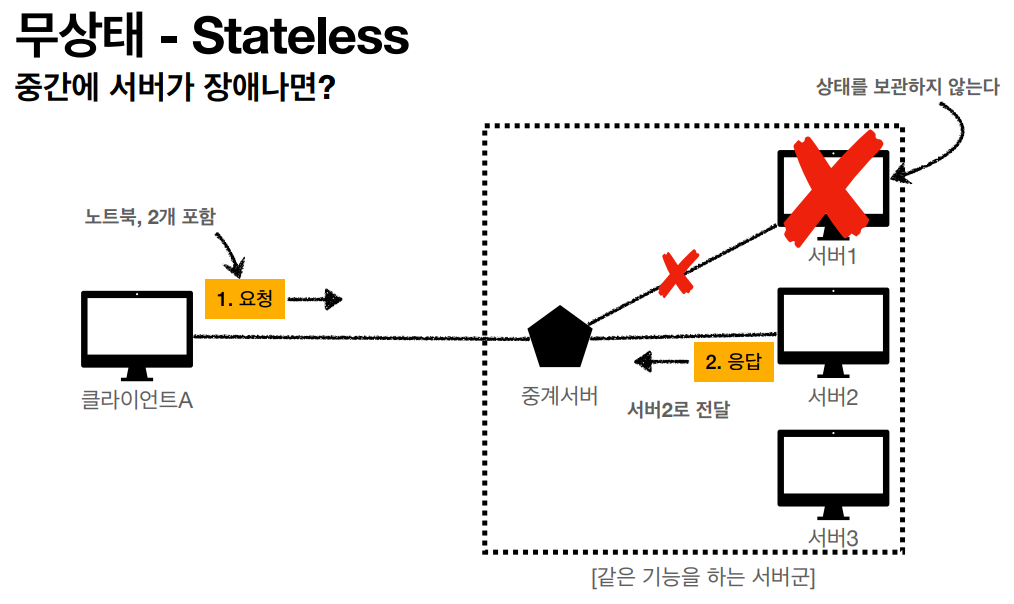 무상태 - Stateless
중간에 서버가 장애나면?
상태를 보관하지 않는다
노트북, 2개 포함
1. 요청
서버1
클라이언트A
중계서버
2. 응답
서버2로 전달
서버2
서버3
[같은 기능을 하는 서버군]